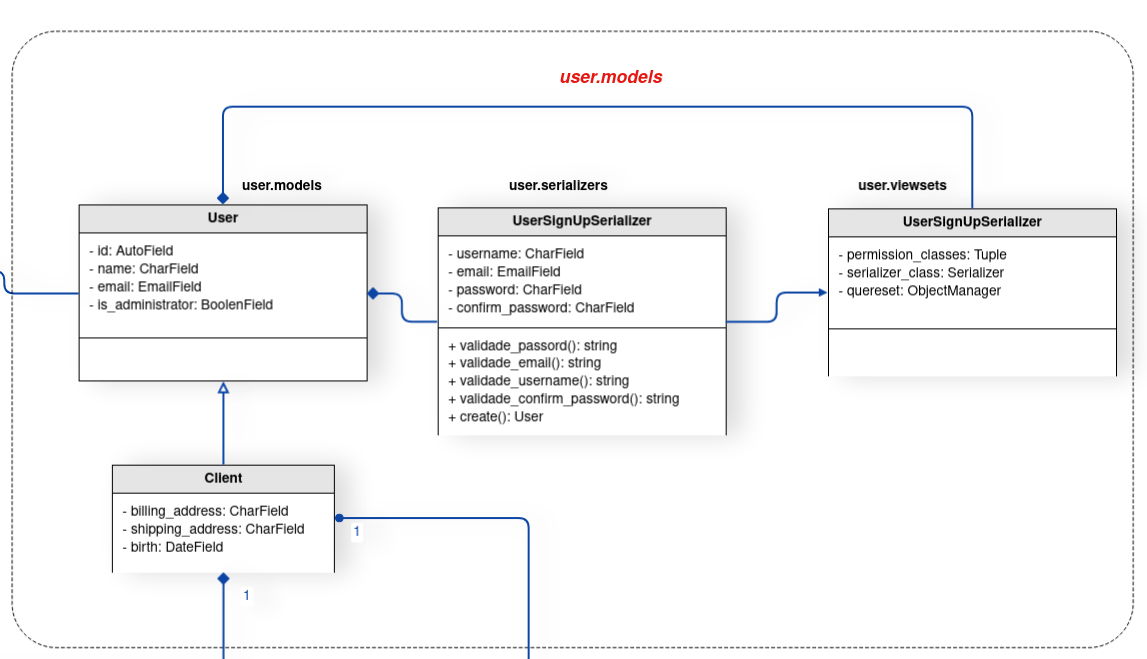 user.models
user.models
user.serializers
user.viewsets
User
- id: AutoField
- name: CharField
- email: EmailField
- is_administrator: BoolenField
UserSignUpSerializer
- username: CharField
- email: EmailField
- password: CharField
- confirm_password: CharField
+ validade_passord(): string
+ validade_email(): string
+ validade_username(): string
+ validade_confirm_password(): string
+ create(): User
UserSignUpSerializer
- permission_classes: Tuple
- serializer_class: Serializer
- quereset: ObjectManager
Client
- billing_address: CharField
- shipping_address: CharField
- birth: DateField
1
1